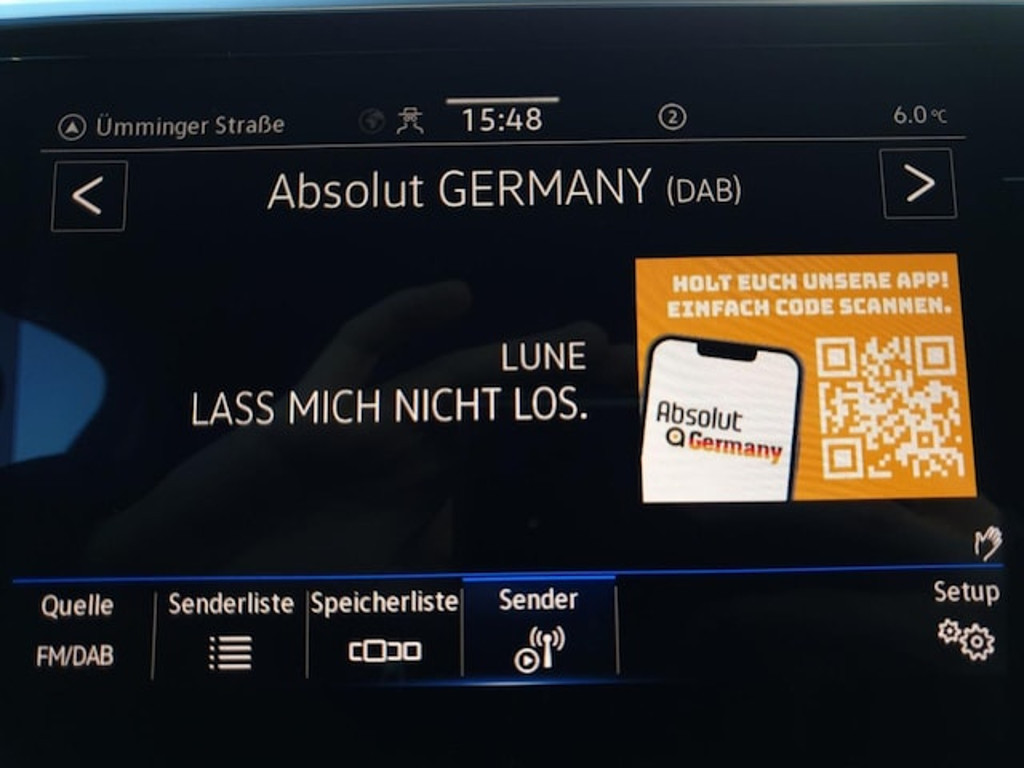 Ümminger Straße
15:48
2
6.0 °C
<
Absolut GERMANY (DAB)
>
HOLT EUCH UNSERE APP!
EINFACH CODE SCANNEN.
LUNE
LASS MICH NICHT LOS.
Absolut
Germany
Quelle
FM/DAB
Senderliste
Speicherliste
Sender
Setup